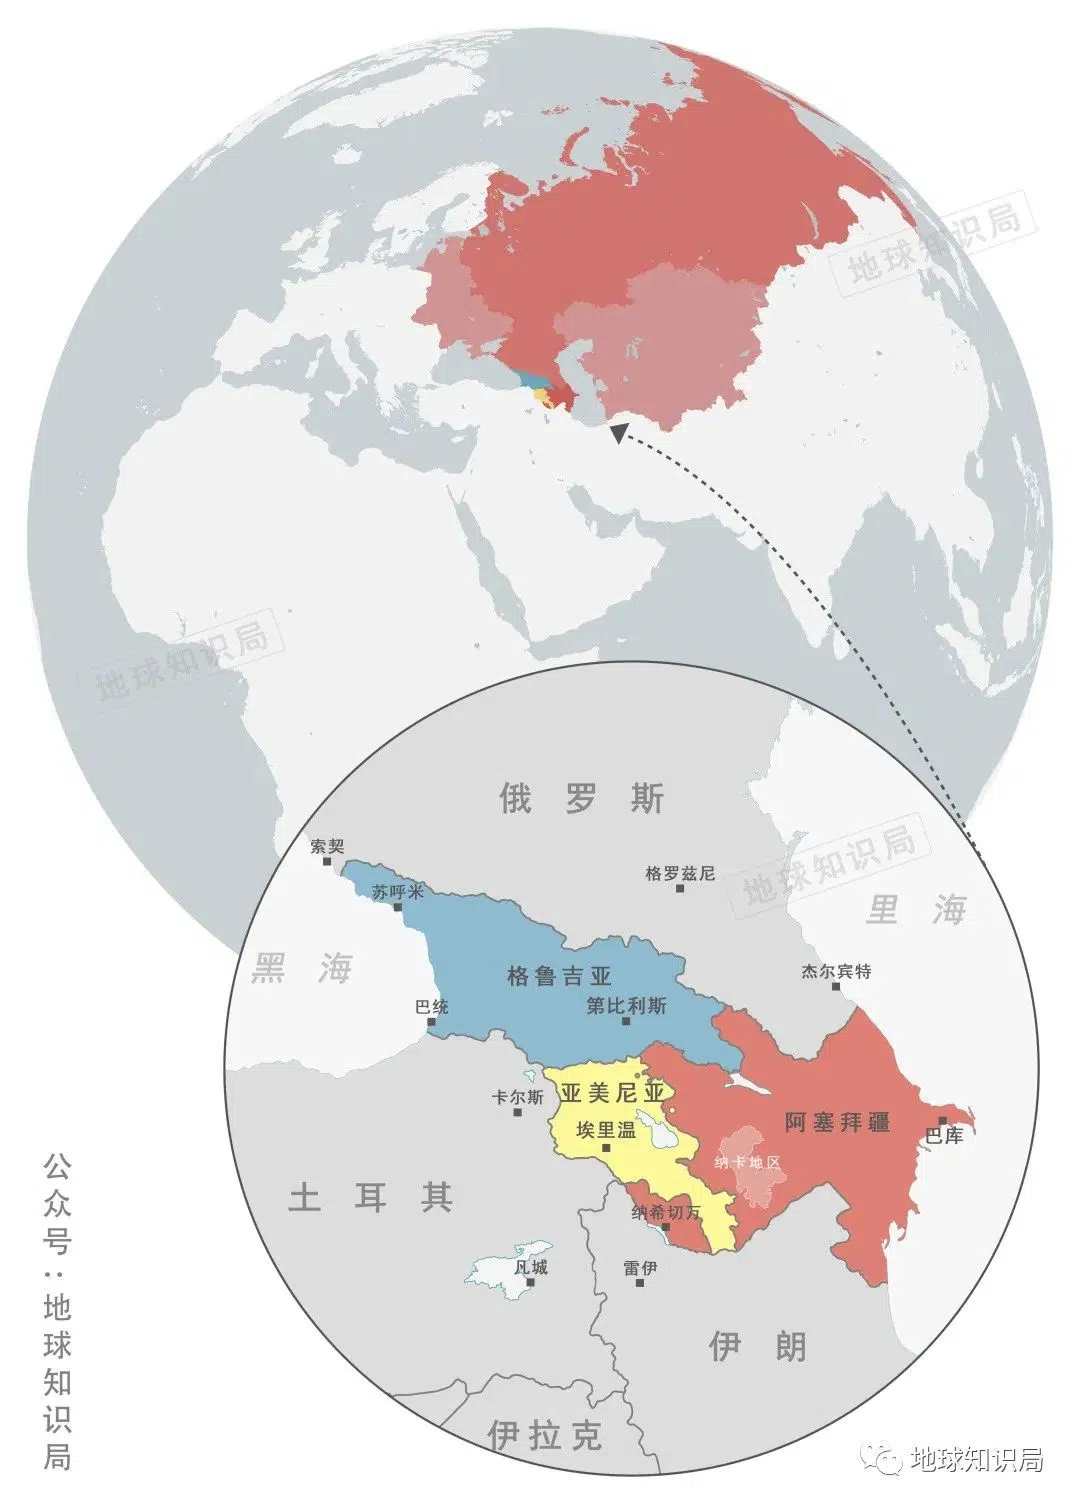 地球知识局
地球知识局
俄罗斯
索契
格罗兹尼
苏呼米
地球知识局
里海
黑海
格鲁吉亚
杰尔宾特
巴统
第比利斯
卡尔斯
亚美尼亚
埃里温
阿塞拜疆
巴库
纳卡地区
土耳其
纳希切万
凡城
雷伊
伊朗
伊拉克
公众号:地球知识局
地球知识局